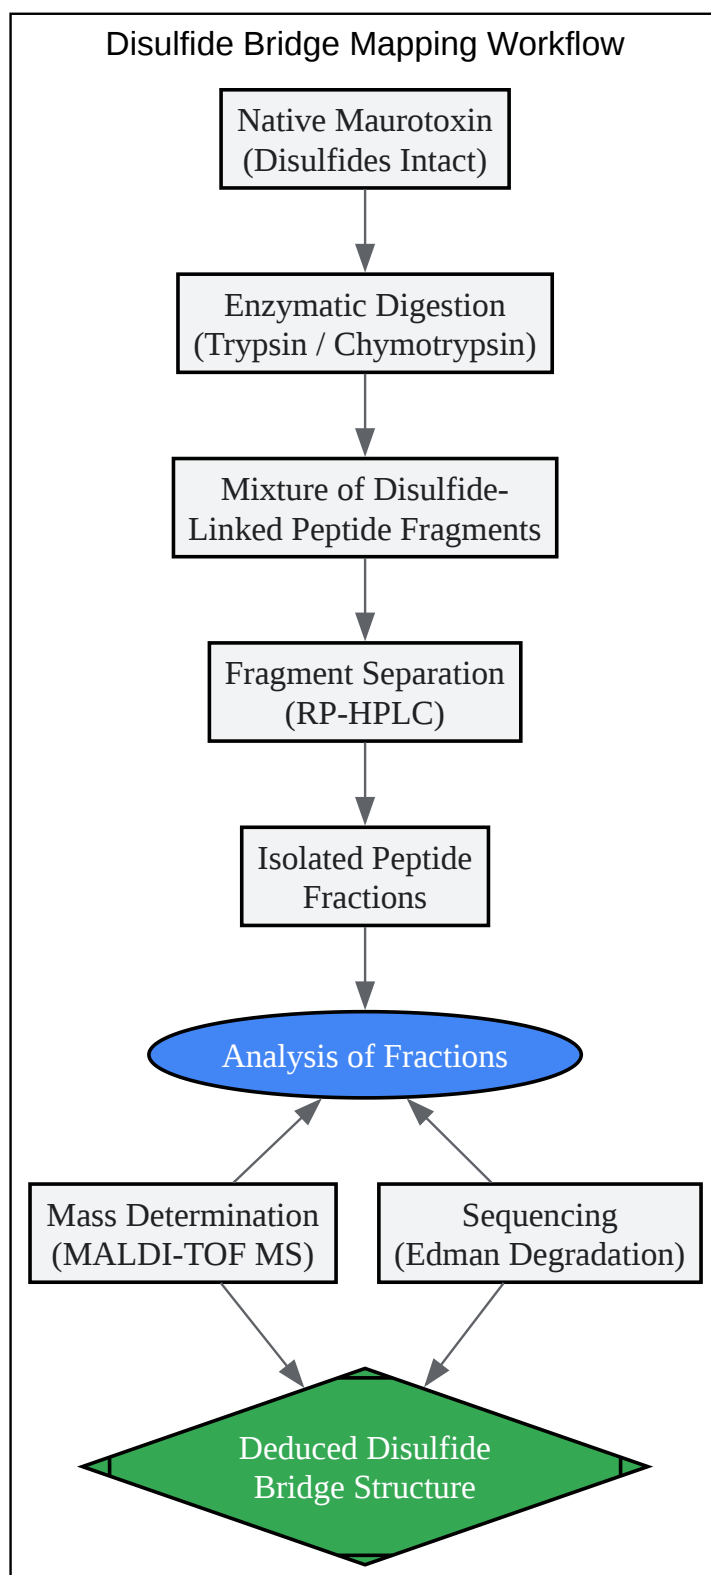 Disulfide Bridge Mapping Workflow
Native Maurotoxin
(Disulfides Intact)
Enzymatic Digestion
(Trypsin / Chymotrypsin)
Mixture of Disulfide-
Linked Peptide Fragments
Fragment Separation
(RP-HPLC)
Isolated Peptide
Fractions
Analysis of Fractions
Mass Determination
(MALDI-TOF MS)
Sequencing
(Edman Degradation)
Deduced Disulfide
Bridge Structure